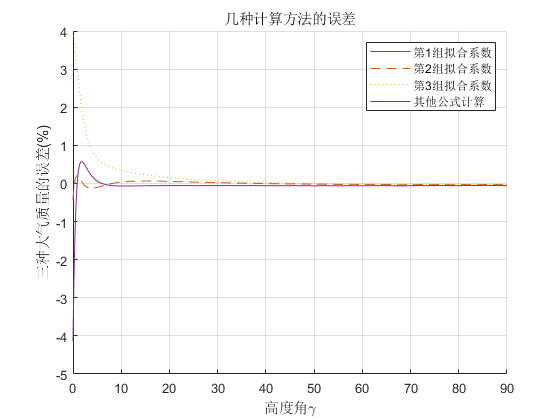 几种计算方法的误差
三种大气质量的误差(%)
4
3
2
1
0
-1
-2
-3
-4
-5
第1组拟合系数
第2组拟合系数
第3组拟合系数
其他公式计算
0 10 20 30 40 50 60 70 80 90
高度角γ